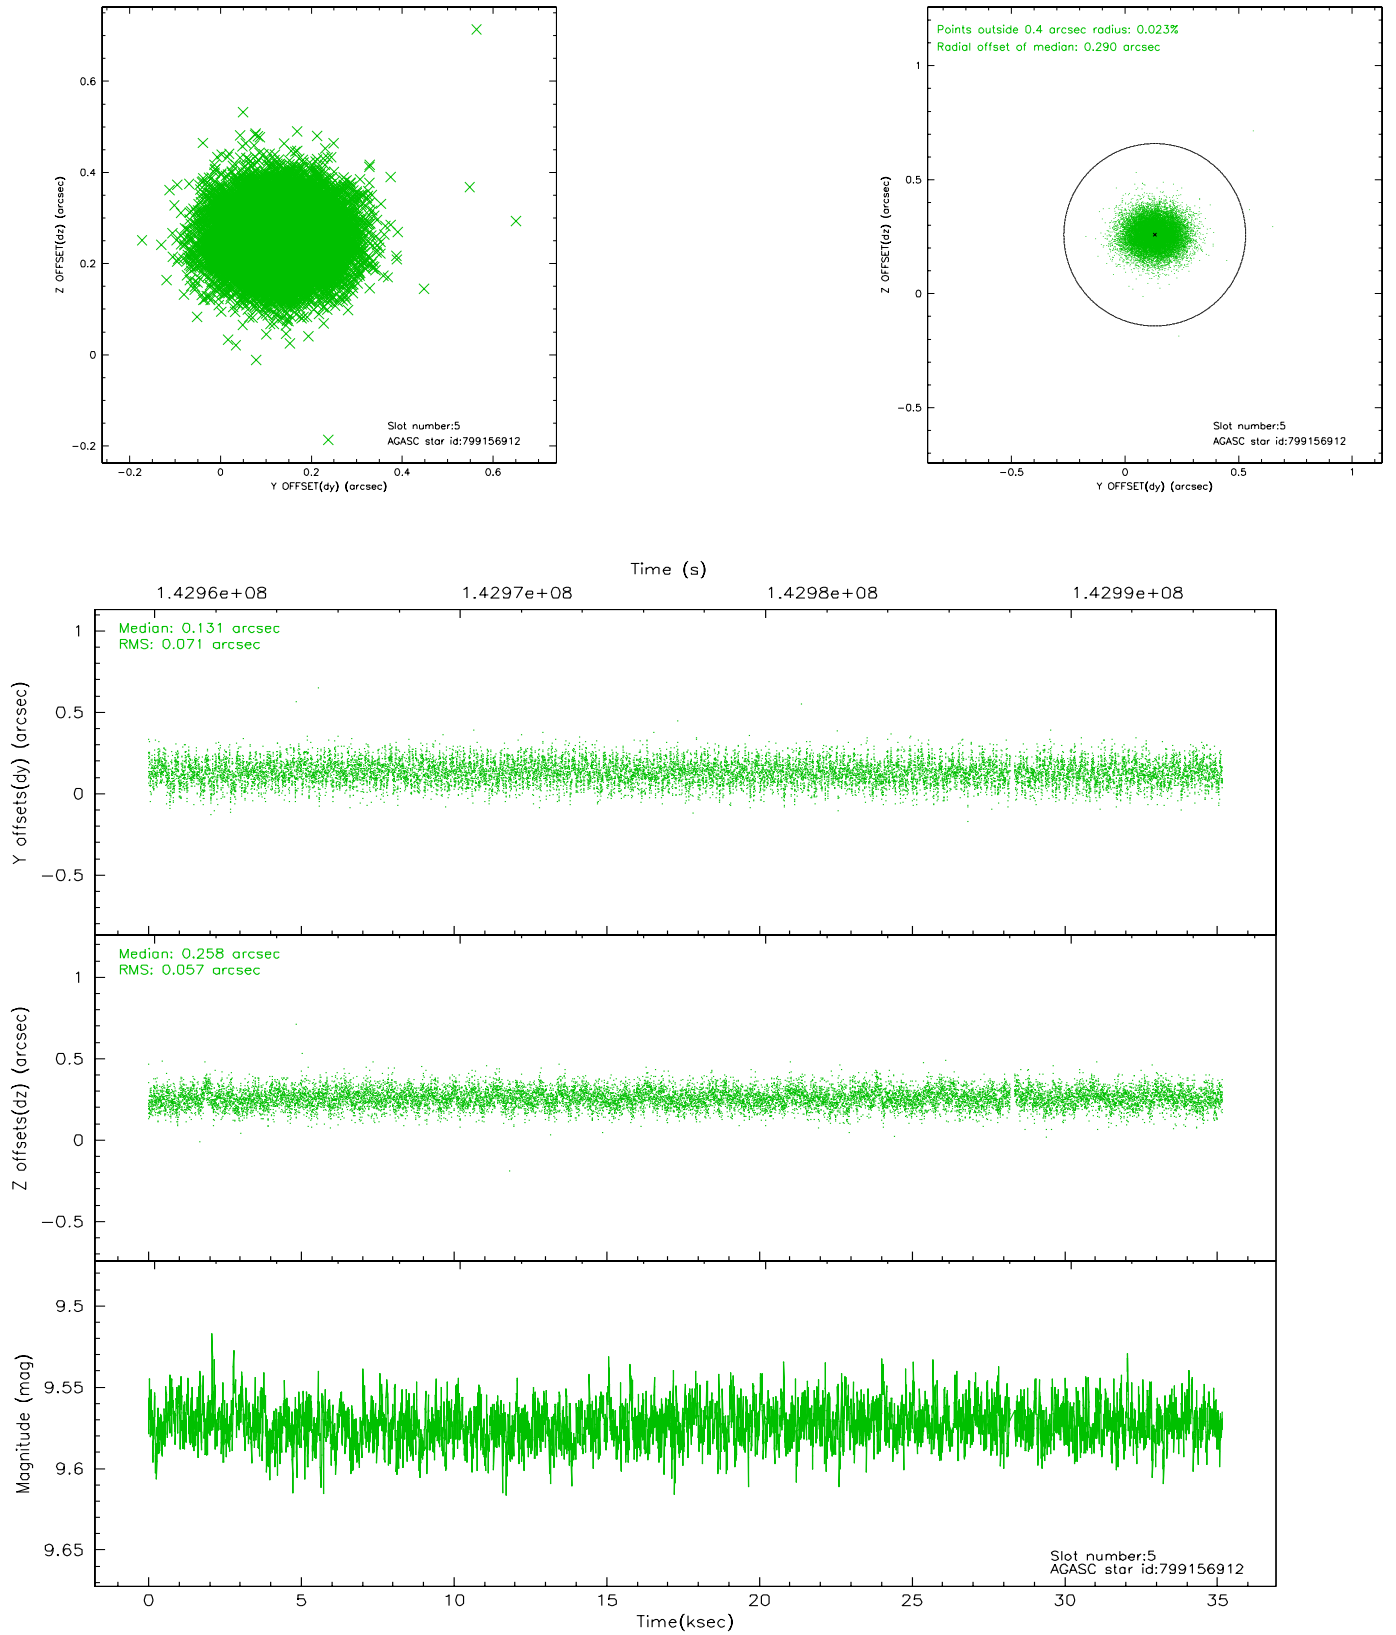 Points outside 0.4 arcsec radius: 0.023%
Radial offset of median: 0.290 arcsec
0.6
0.4
0.2
0
−0.2
Z OFFSET(dz) (arcsec)
Slot number:5
AGASC star id:799156912
−0.2
0
0.2
0.4
0.6
Y OFFSET(dy) (arcsec)
1
0.5
0
−0.5
Z OFFSET(dz) (arcsec)
Slot number:5
AGASC star id:799156912
−0.5
0
0.5
1
Y OFFSET(dy) (arcsec)
Time (s)
1.4296e+08
1.4297e+08
1.4298e+08
1.4299e+08
Median: 0.131 arcsec
RMS: 0.071 arcsec
1
0.5
0
−0.5
Y offsets(dy) (arcsec)
Median: 0.258 arcsec
RMS: 0.057 arcsec
1
0.5
0
−0.5
Z offsets(dz) (arcsec)
9.5
9.55
9.6
9.65
Magnitude (mag)
Slot number:5
AGASC star id:799156912
0
5
10
15
20
25
30
35
Time(ksec)